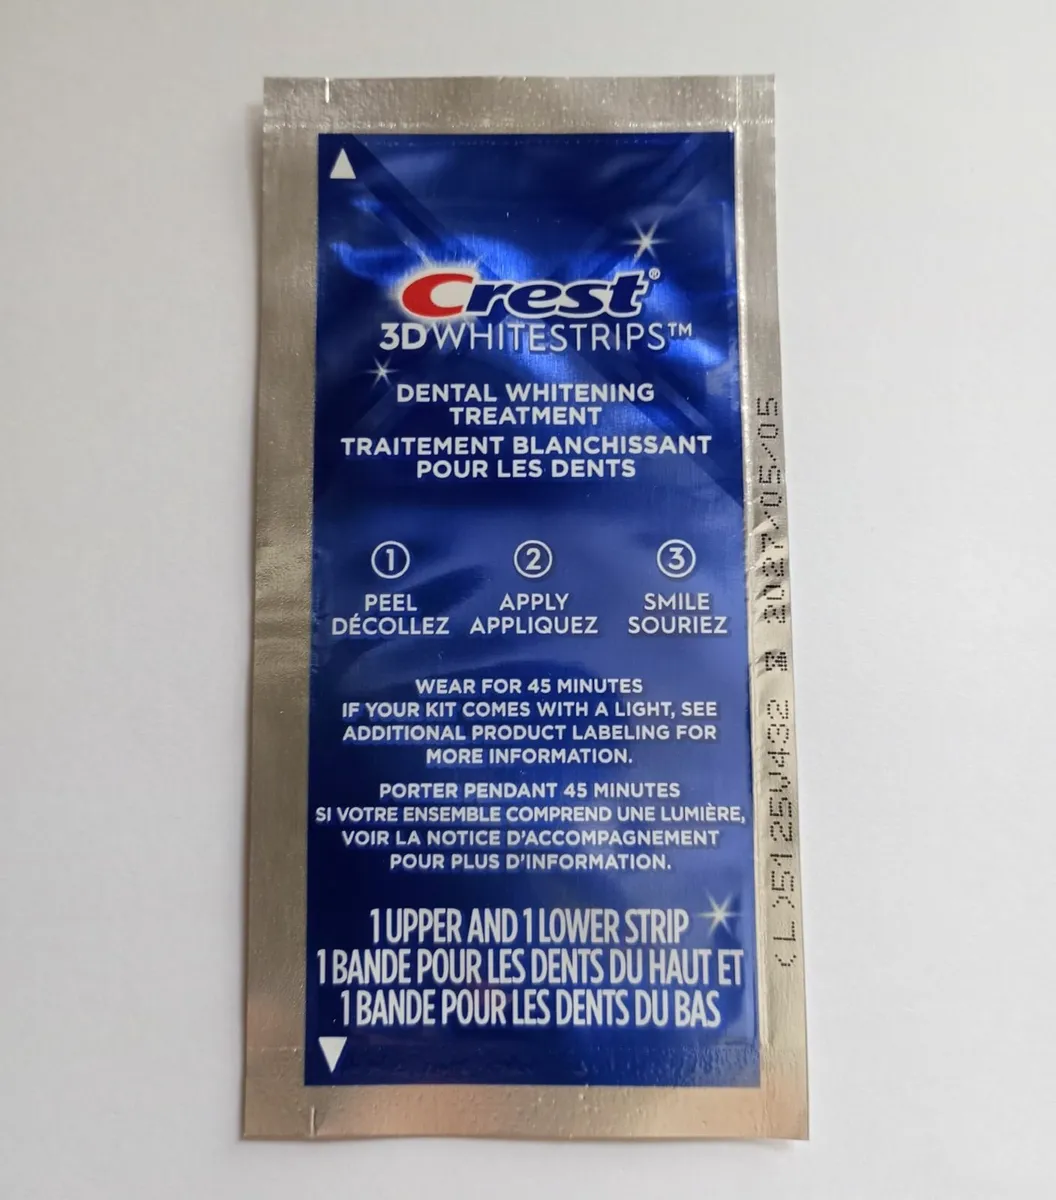 Crest®
3DWHITESTRIPS™
DENTAL WHITENING
TREATMENT
TRAITEMENT BLANCHISSANT
POUR LES DENTS
1 2 3
PEEL APPLY SMILE
DÉCOLLEZ APPLIQUEZ SOURIEZ
WEAR FOR 45 MINUTES
IF YOUR KIT COMES WITH A LIGHT, SEE
ADDITIONAL PRODUCT LABELING FOR
MORE INFORMATION.
PORTER PENDANT 45 MINUTES
SI VOTRE ENSEMBLE COMPREND UNE LUMIÈRE,
VOIR LA NOTICE D'ACCOMPAGNEMENT
POUR PLUS D'INFORMATION.
1 UPPER AND 1 LOWER STRIP
1 BANDE POUR LES DENTS DU HAUT ET
1 BANDE POUR LES DENTS DU BAS
(L)5125V432 2027/05/05